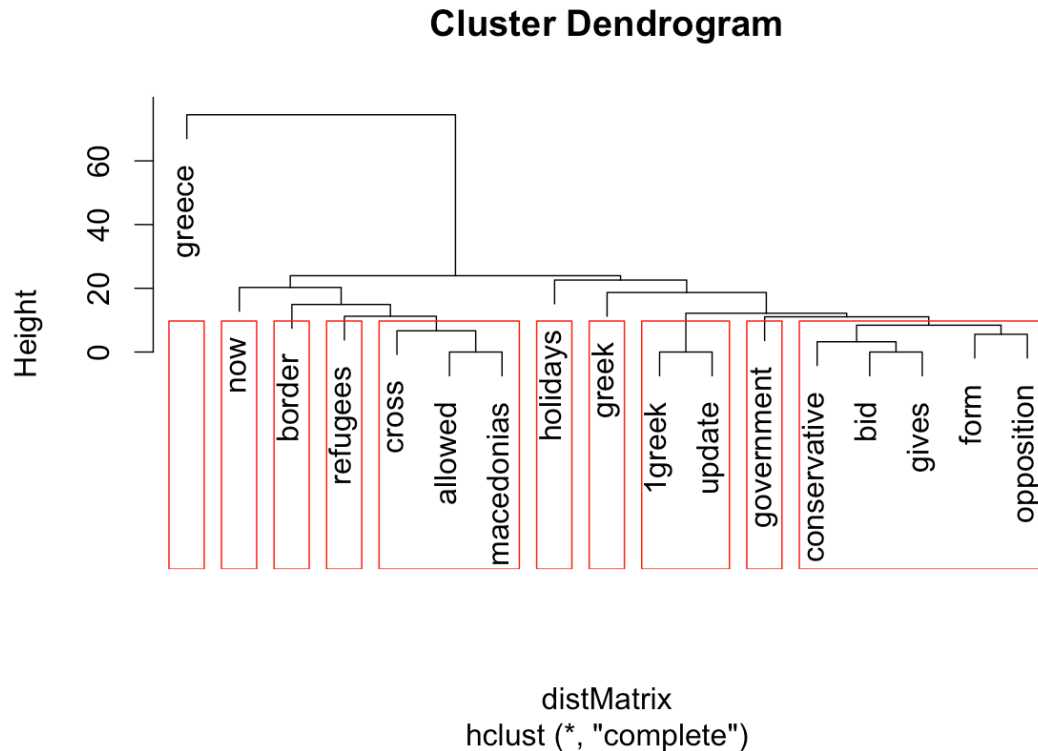 Cluster Dendrogram
Height
60
40
20
0
greece
now
border
refugees
cross
allowed
macedonias
holidays
greek
1greek
update
government
conservative
bid
gives
form
opposition
distMatrix
hclust (*, "complete")